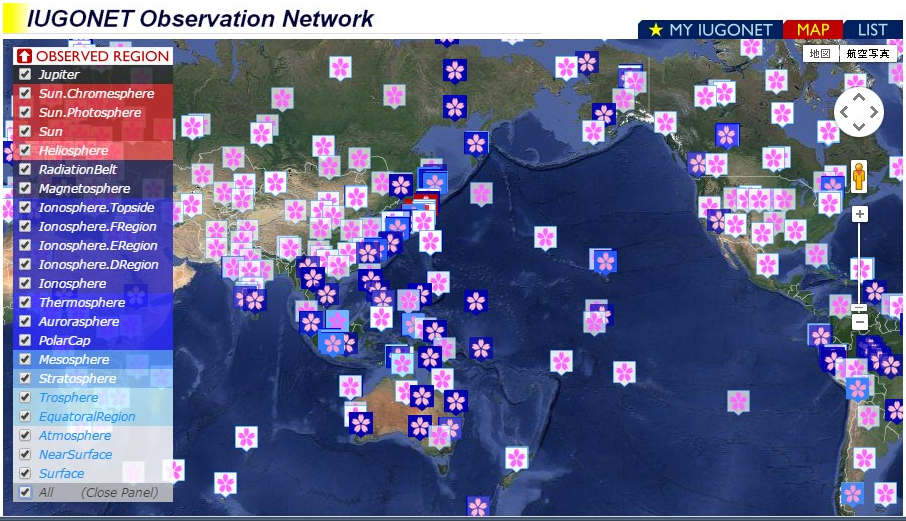 IUGONET Observation Network
★ MY IUGONET
MAP
LIST
地図
航空写真
OBSERVED REGION
Jupiter
Sun.Chromesphere
Sun.Photosphere
Sun
Heliosphere
RadiationBelt
Magnetosphere
Ionosphere.Topside
Ionosphere.FRegion
Ionosphere.ERegion
Ionosphere.DRegion
Ionosphere
Thermosphere
Aurorasphere
PolarCap
Mesosphere
Stratosphere
Trosphere
EquatoralRegion
Atmosphere
NearSurface
Surface
All (Close Panel)